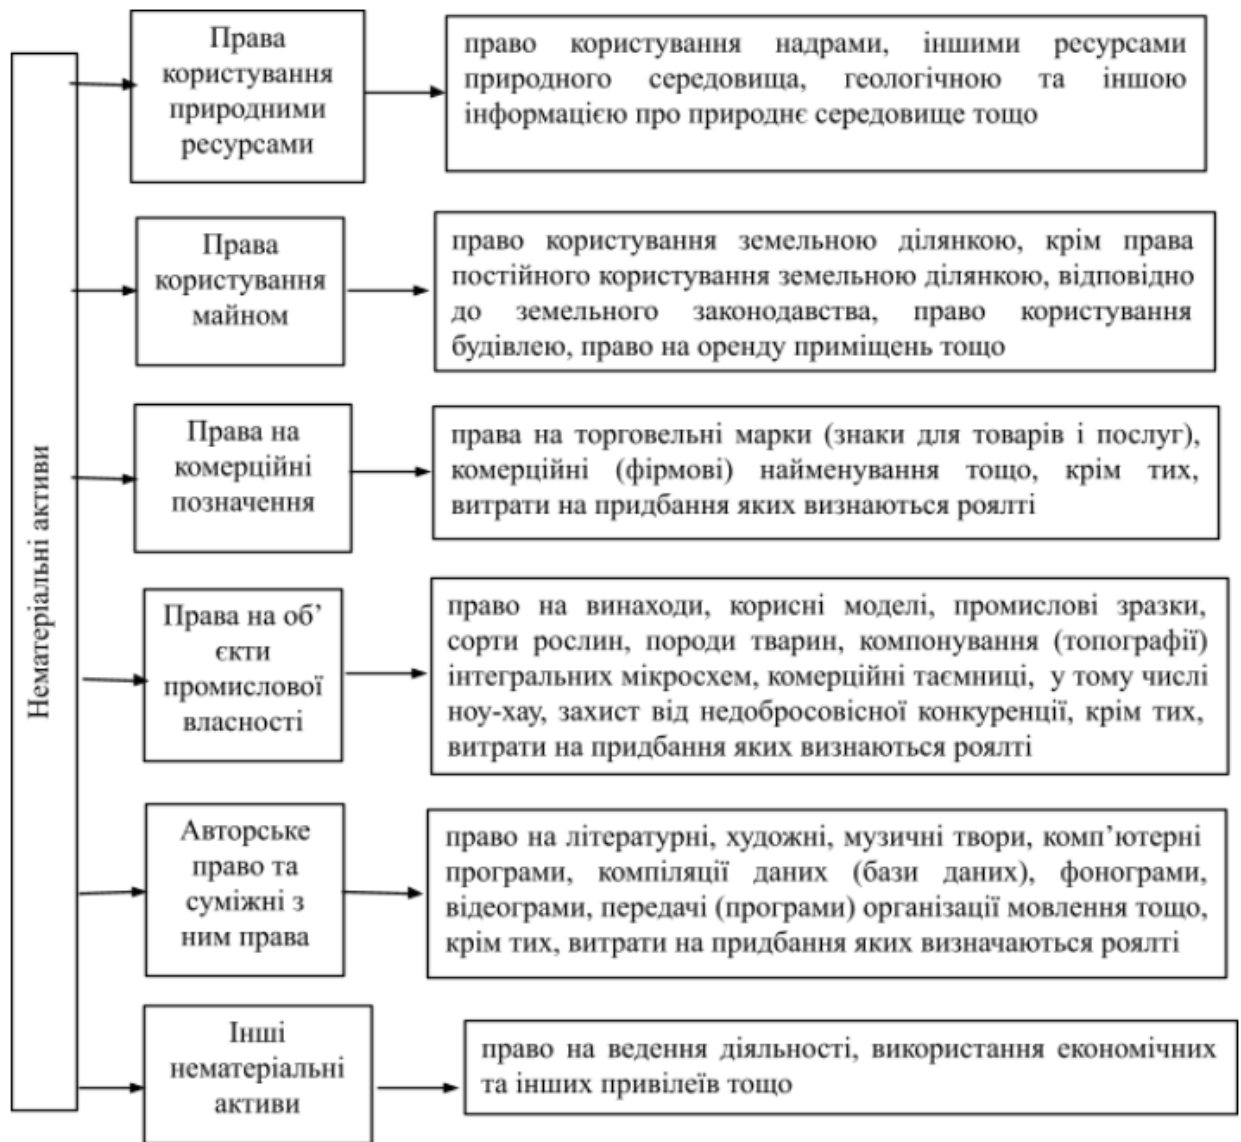 Нематеріальні активи
Права
користування
природними
ресурсами
право користування надрами, іншими ресурсами
природного середовища, геологічною та іншою
інформацією про природнє середовище тощо
Права
користування
майном
право користування земельною ділянкою, крім права
постійного користування земельною ділянкою, відповідно
до земельного законодавства, право користування
будівлею, право на оренду приміщень тощо
Права на
комерційні
позначення
права на торговельні марки (знаки для товарів і послуг),
комерційні (фірмові) найменування тощо, крім тих,
витрати на придбання яких визнаються роялті
Права на об’
єкти
промислової
власності
право на винаходи, корисні моделі, промислові зразки,
сорти рослин, породи тварин, компонування (топографії)
інтегральних мікросхем, комерційні таємниці, у тому числі
ноу-хау, захист від недобросовісної конкуренції, крім тих,
витрати на придбання яких визнаються роялті
Авторське
право та
суміжні з
ним права
право на літературні, художні, музичні твори, комп’ютерні
програми, компіляції даних (бази даних), фонограми,
відеограми, передачі (програми) організації мовлення тощо,
крім тих, витрати на придбання яких визначаються роялті
Інші
нематеріальні
активи
право на ведення діяльності, використання економічних
та інших привілеїв тощо